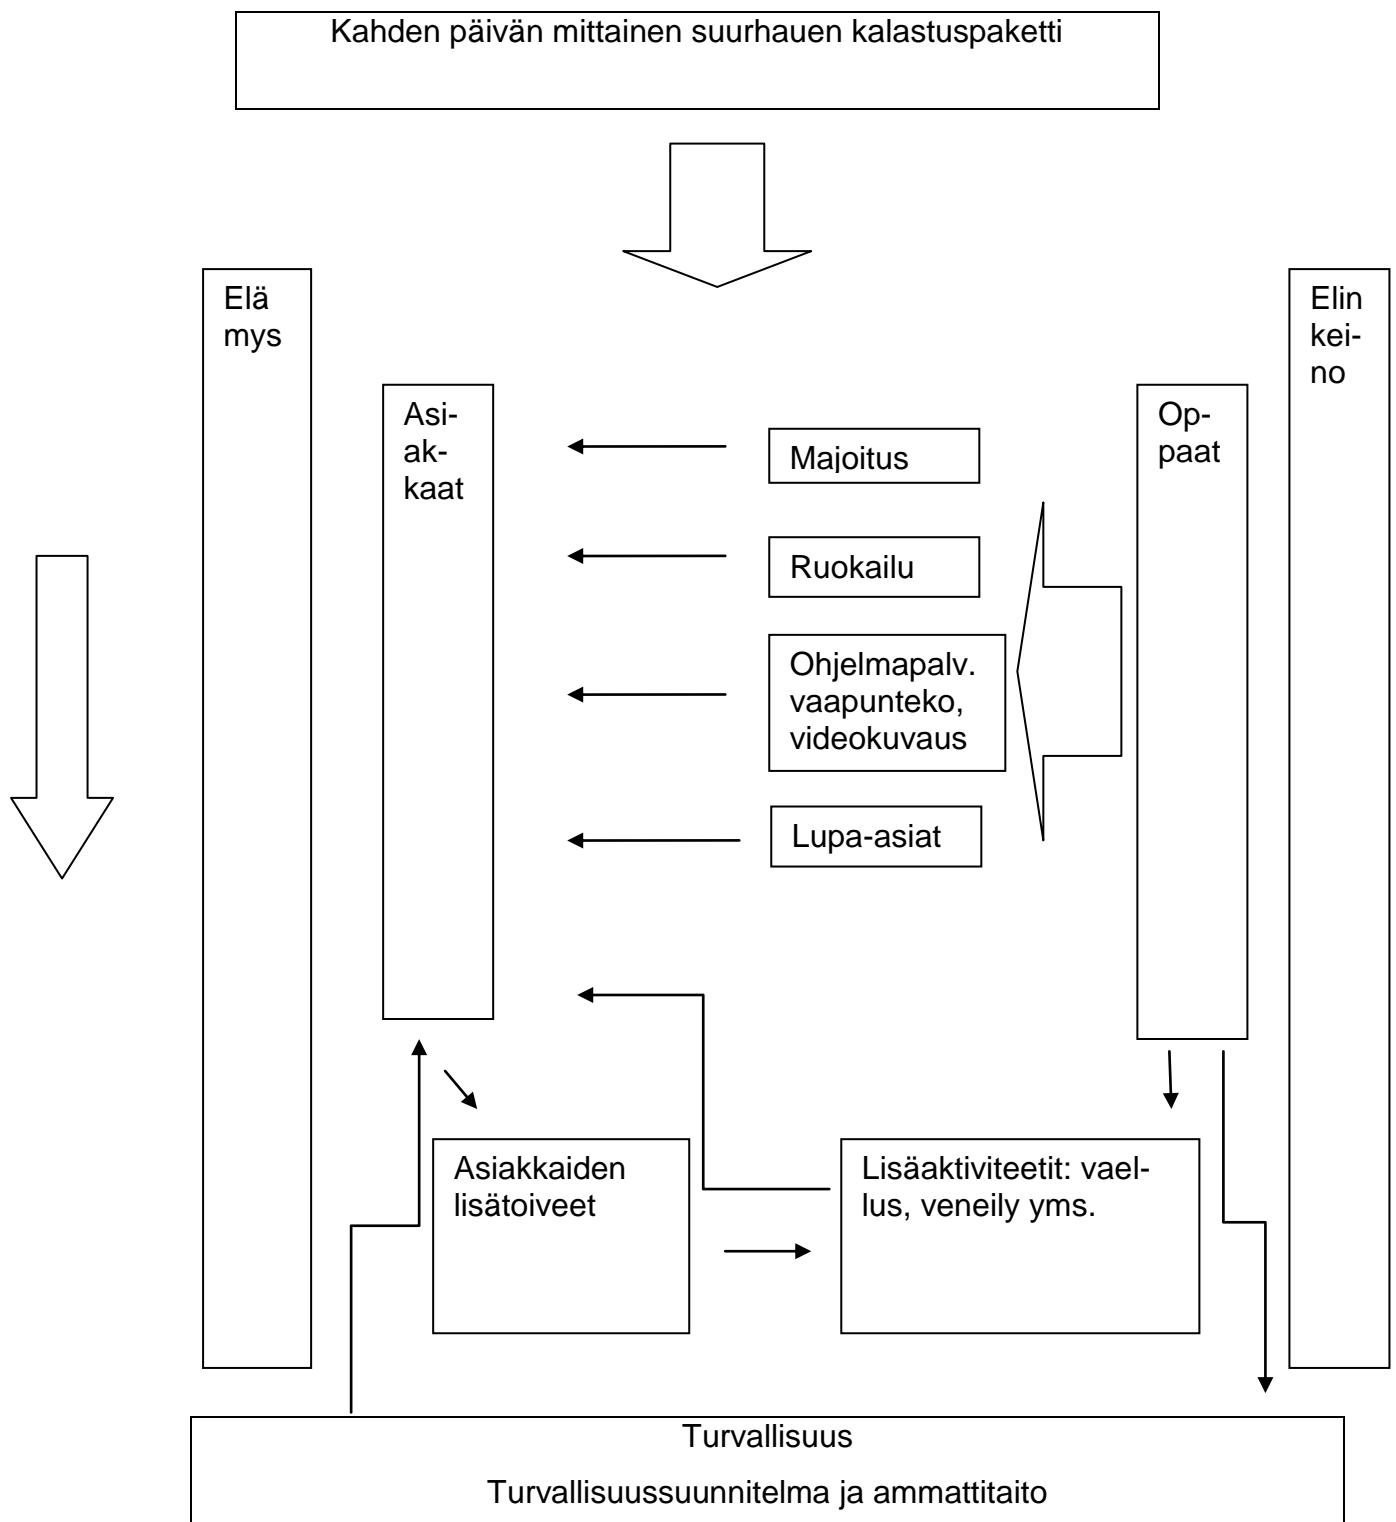 Kahden päivän mittainen suurhauen kalastuspaketti
Elä
mys
Elin
kei-
no
Asi-
ak-
kaat
Op-
paat
Majoitus
Ruokailu
Ohjelmapalv.
vaapunteko,
videokuvaus
Lupa-asiat
Asiakkaiden
lisätoiveet
Lisäaktiviteetit: vael-
lus, veneily yms.
Turvallisuus
Turvallisuussuunnitelma ja ammattitaito